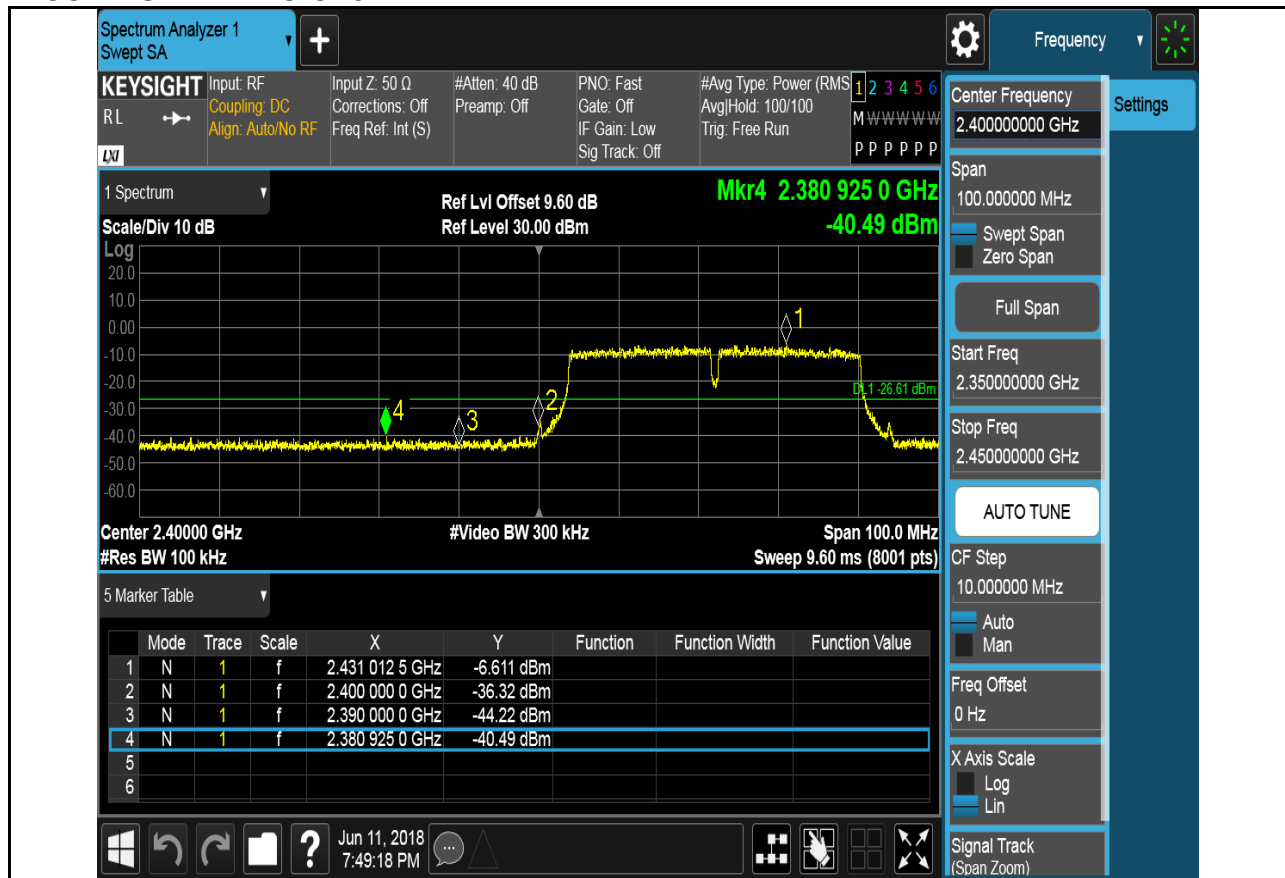 Spectrum Analyzer 1
Swept SA
+
Frequency
KEYSIGHT
RL
LXI
Input: RF
Coupling: DC
Align: Auto/No RF
Input Z: 50 Ω
Corrections: Off
Freq Ref: Int (S)
#Atten: 40 dB
Preamp: Off
PNO: Fast
Gate: Off
IF Gain: Low
Sig Track: Off
#Avg Type: Power (RMS
Avg|Hold: 100/100
Trig: Free Run
1 2 3 4 5 6
M W W W W W
P P P P P P
1 Spectrum
Scale/Div 10 dB
Ref Lvl Offset 9.60 dB
Ref Level 30.00 dBm
Mkr4 2.380 925 0 GHz
-40.49 dBm
Log
20.0
10.0
0.00
-10.0
-20.0
-30.0
-40.0
-50.0
-60.0
1
2
3
4
DL1 -26.61 dBm
Center 2.40000 GHz
#Video BW 300 kHz
Span 100.0 MHz
#Res BW 100 kHz
Sweep 9.60 ms (8001 pts)
5 Marker Table
Mode Trace Scale X Y Function Function Width Function Value
1 N 1 f 2.431 012 5 GHz -6.611 dBm
2 N 1 f 2.400 000 0 GHz -36.32 dBm
3 N 1 f 2.390 000 0 GHz -44.22 dBm
4 N 1 f 2.380 925 0 GHz -40.49 dBm
5
6
?
Jun 11, 2018
7:49:18 PM
Center Frequency
2.400000000 GHz
Settings
Span
100.000000 MHz
Swept Span
Zero Span
Full Span
Start Freq
2.350000000 GHz
Stop Freq
2.450000000 GHz
AUTO TUNE
CF Step
10.000000 MHz
Auto
Man
Freq Offset
0 Hz
X Axis Scale
Log
Lin
Signal Track
(Span Zoom)